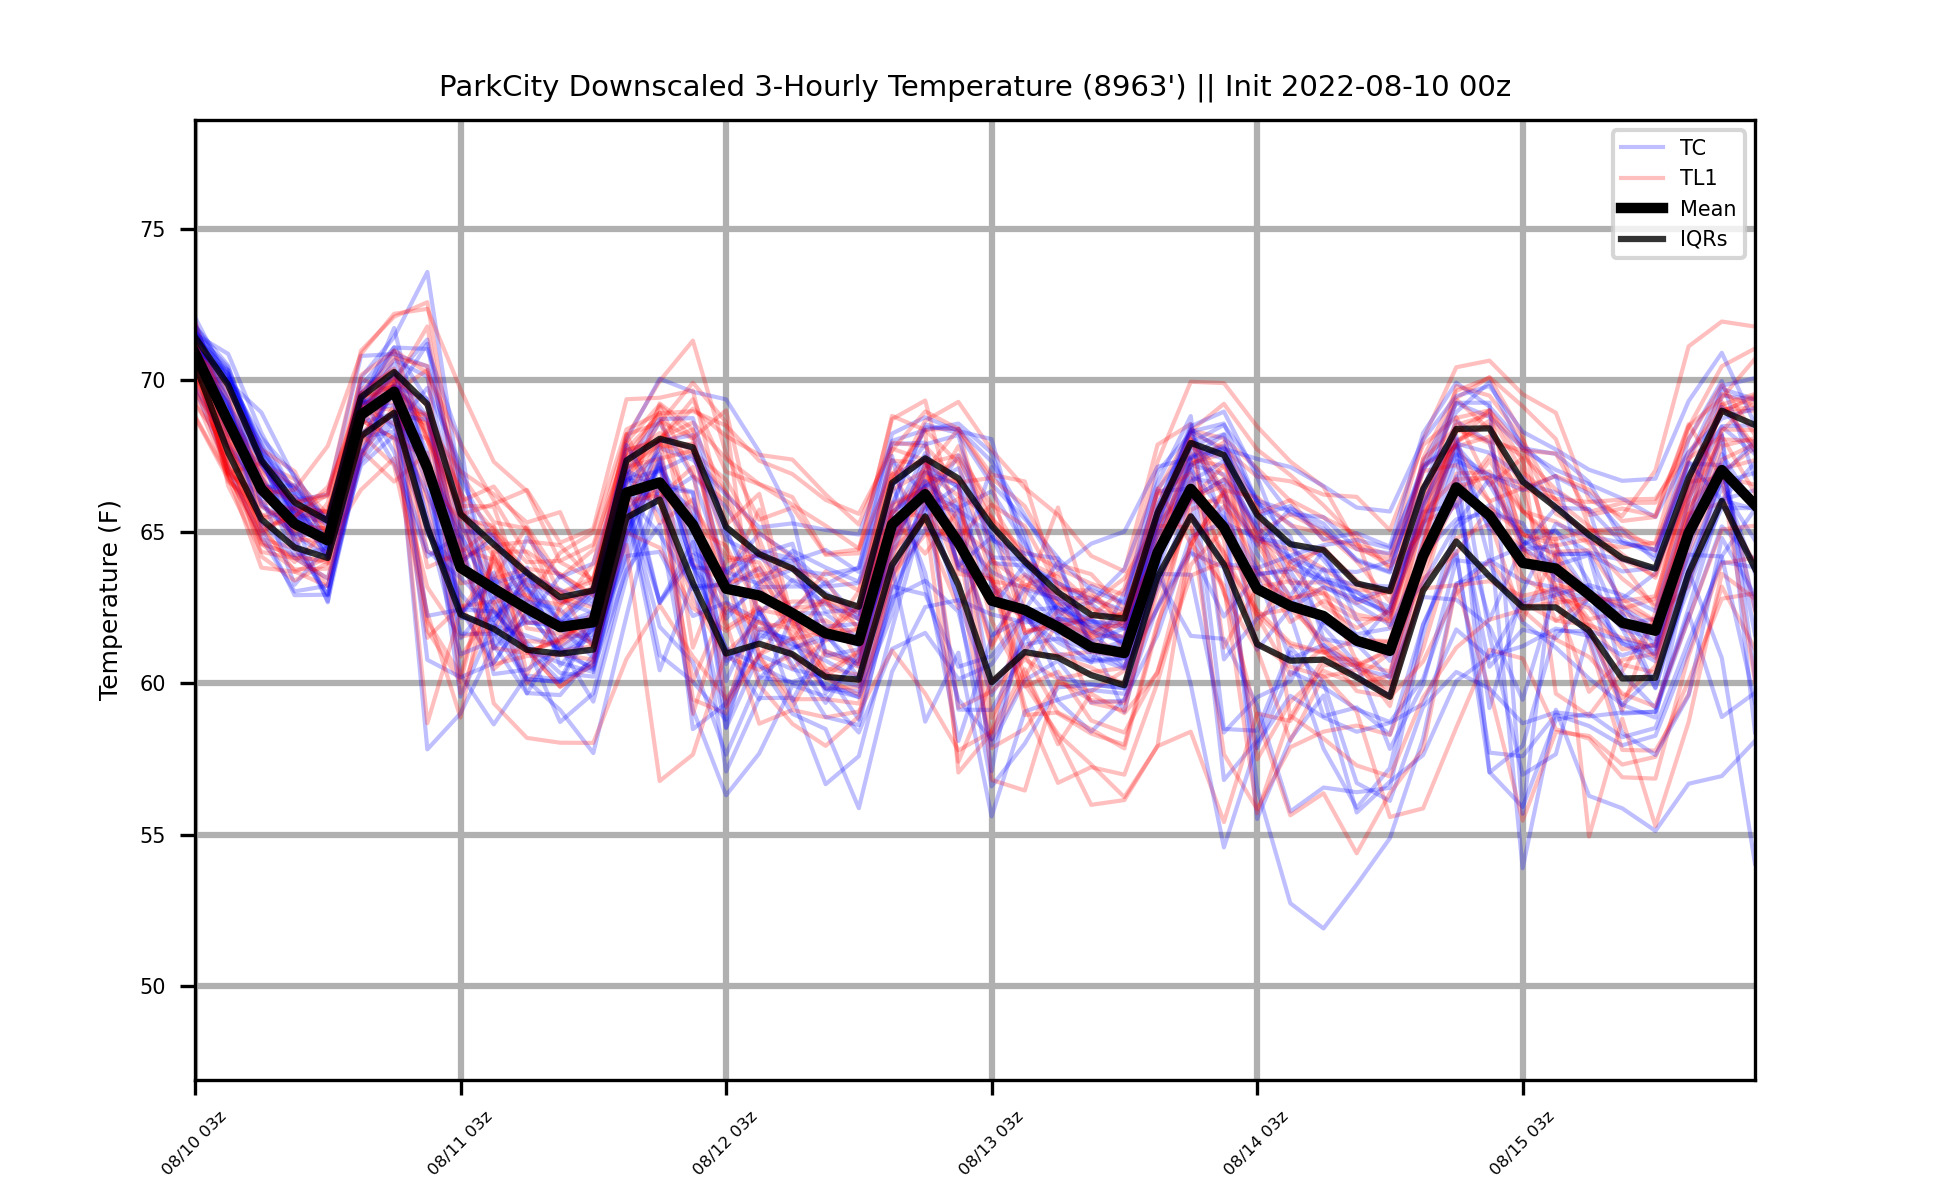 ParkCity Downscaled 3-Hourly Temperature (8963') || Init 2022-08-10 00z
TC
TL1
Mean
IQRs
Temperature (F)
75
70
65
60
55
50
08/10 03z
08/11 03z
08/12 03z
08/13 03z
08/14 03z
08/15 03z